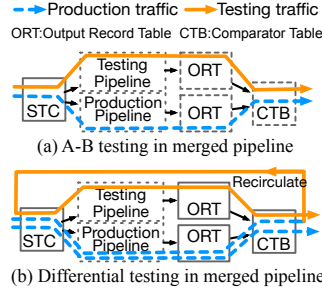 Production traffic Testing traffic
ORT:Output Record Table CTB:Comparator Table
Testing Pipeline ORT
STC Production Pipeline ORT CTB
(a) A-B testing in merged pipeline
Recirculate
Testing Pipeline ORT
STC Production Pipeline ORT CTB
(b) Differential testing in merged pipeline